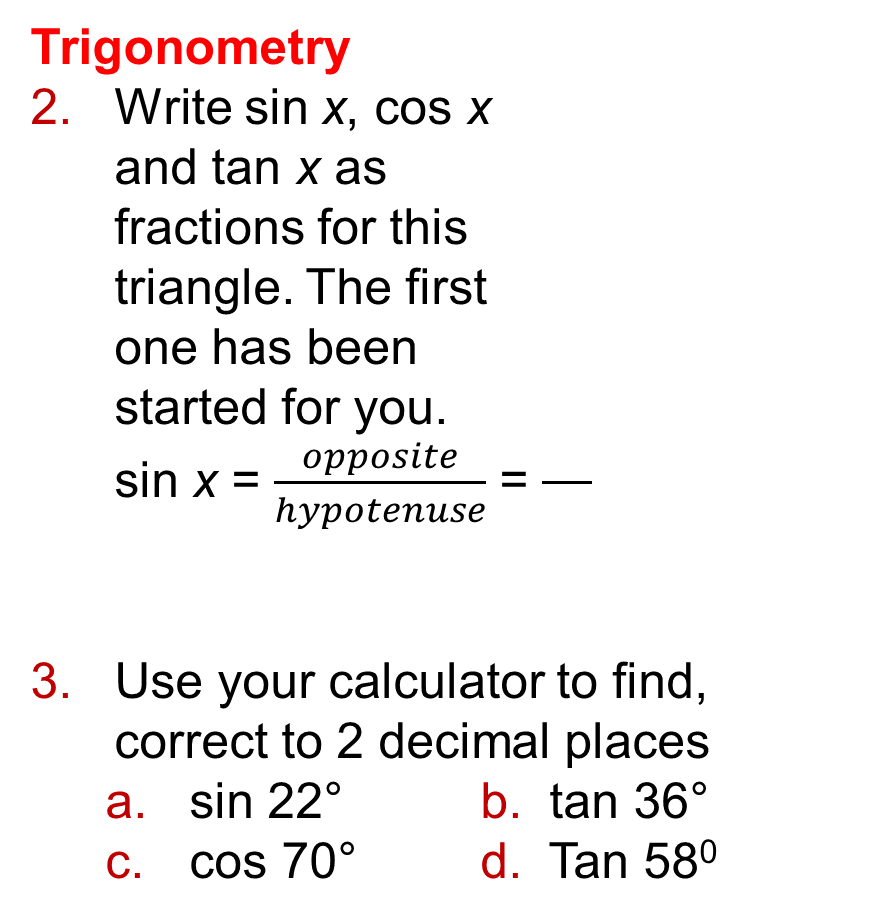 Trigonometry
2. Write sin x, cos x
and tan x as
fractions for this
triangle. The first
one has been
started for you.
sin x = opposite/hypotenuse = —
3. Use your calculator to find,
correct to 2 decimal places
a. sin 22° b. tan 36°
c. cos 70° d. Tan 58⁰